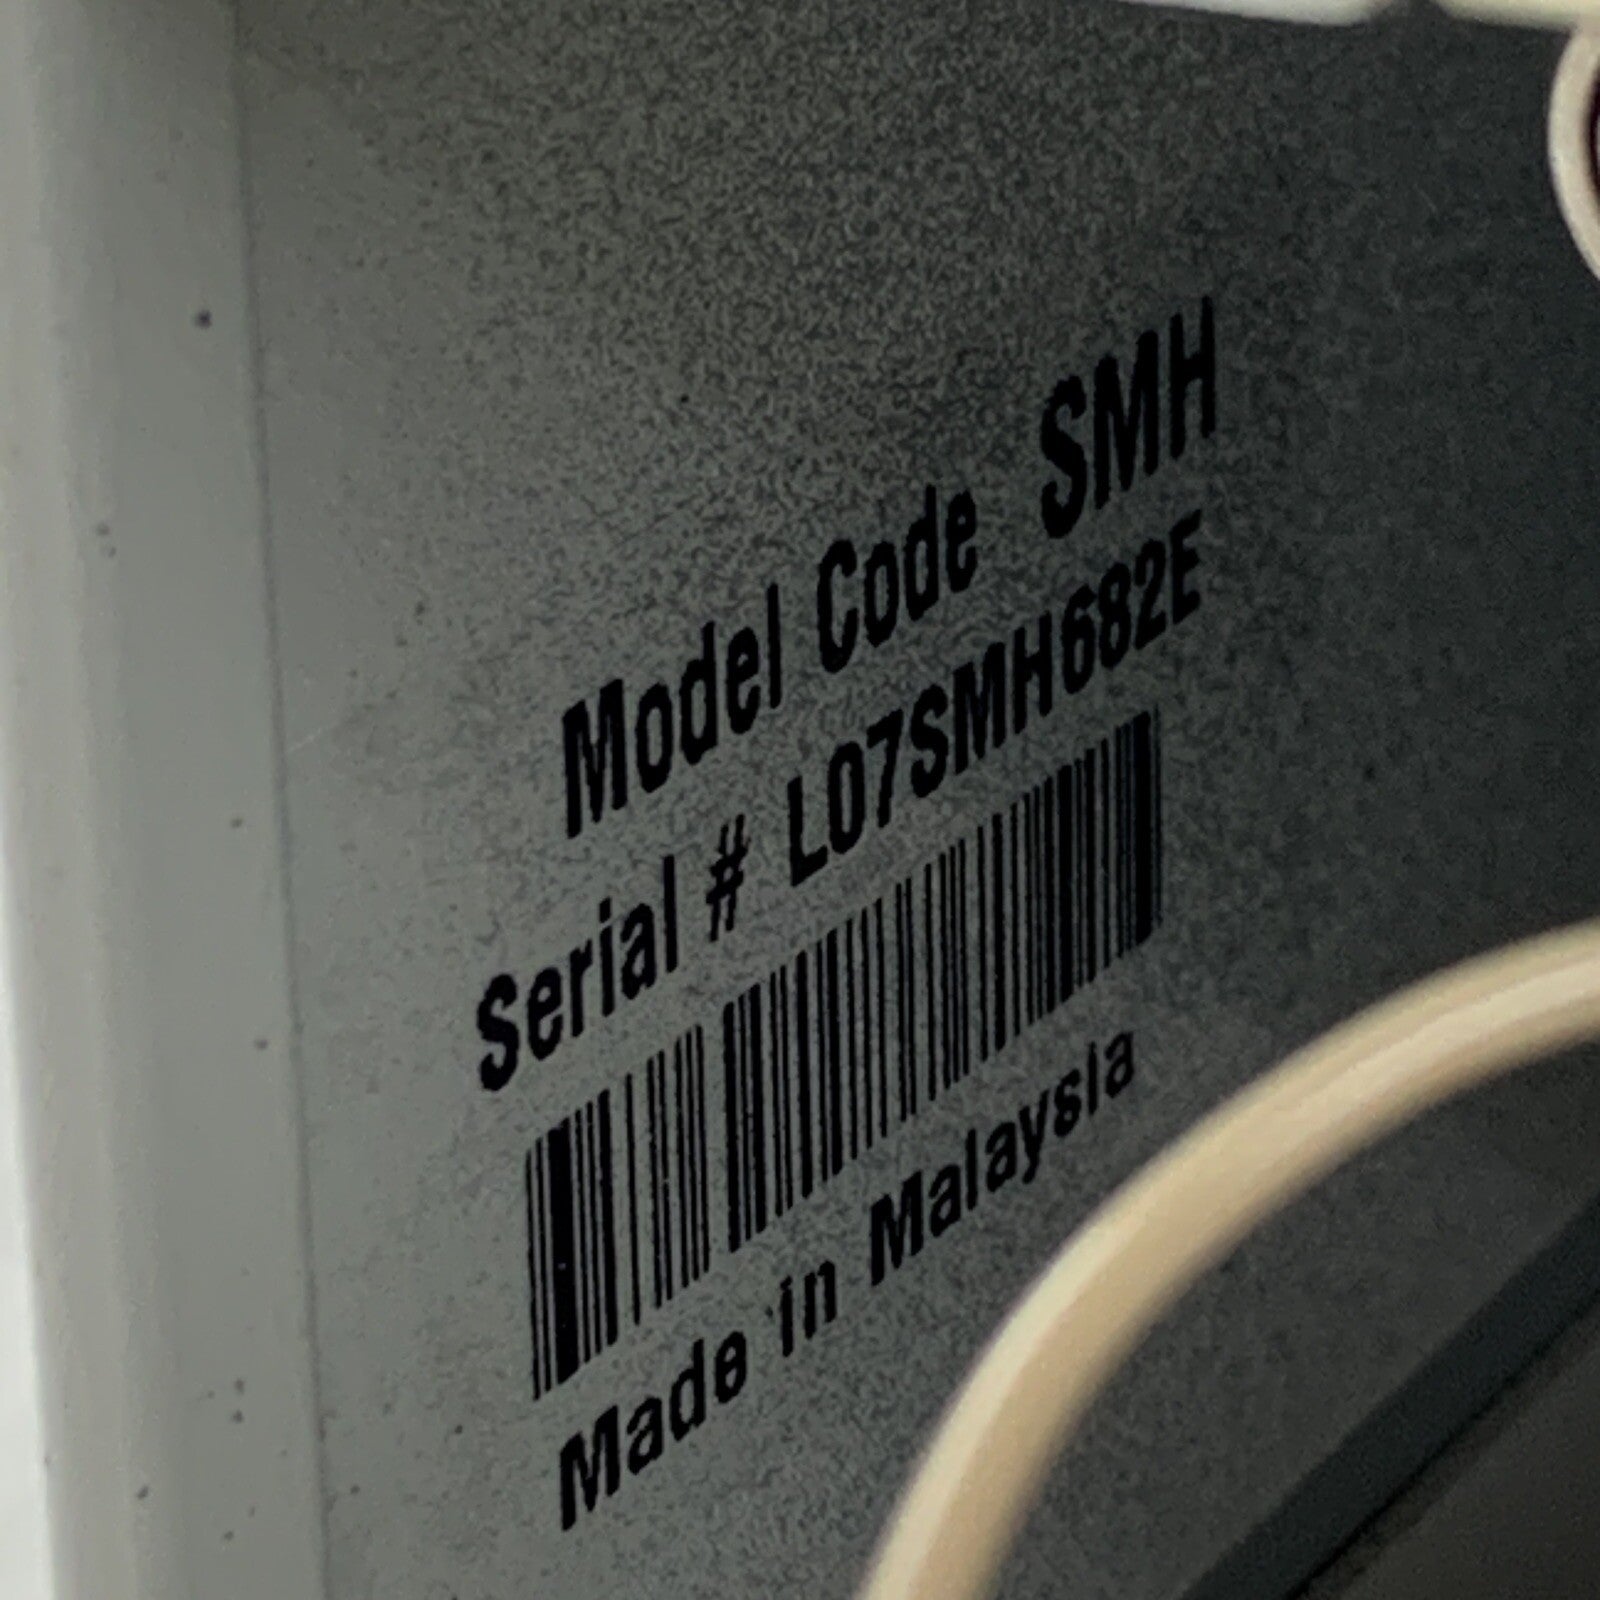 Model Code SMH
Serial # L07SMH682E
Made in Malaysia